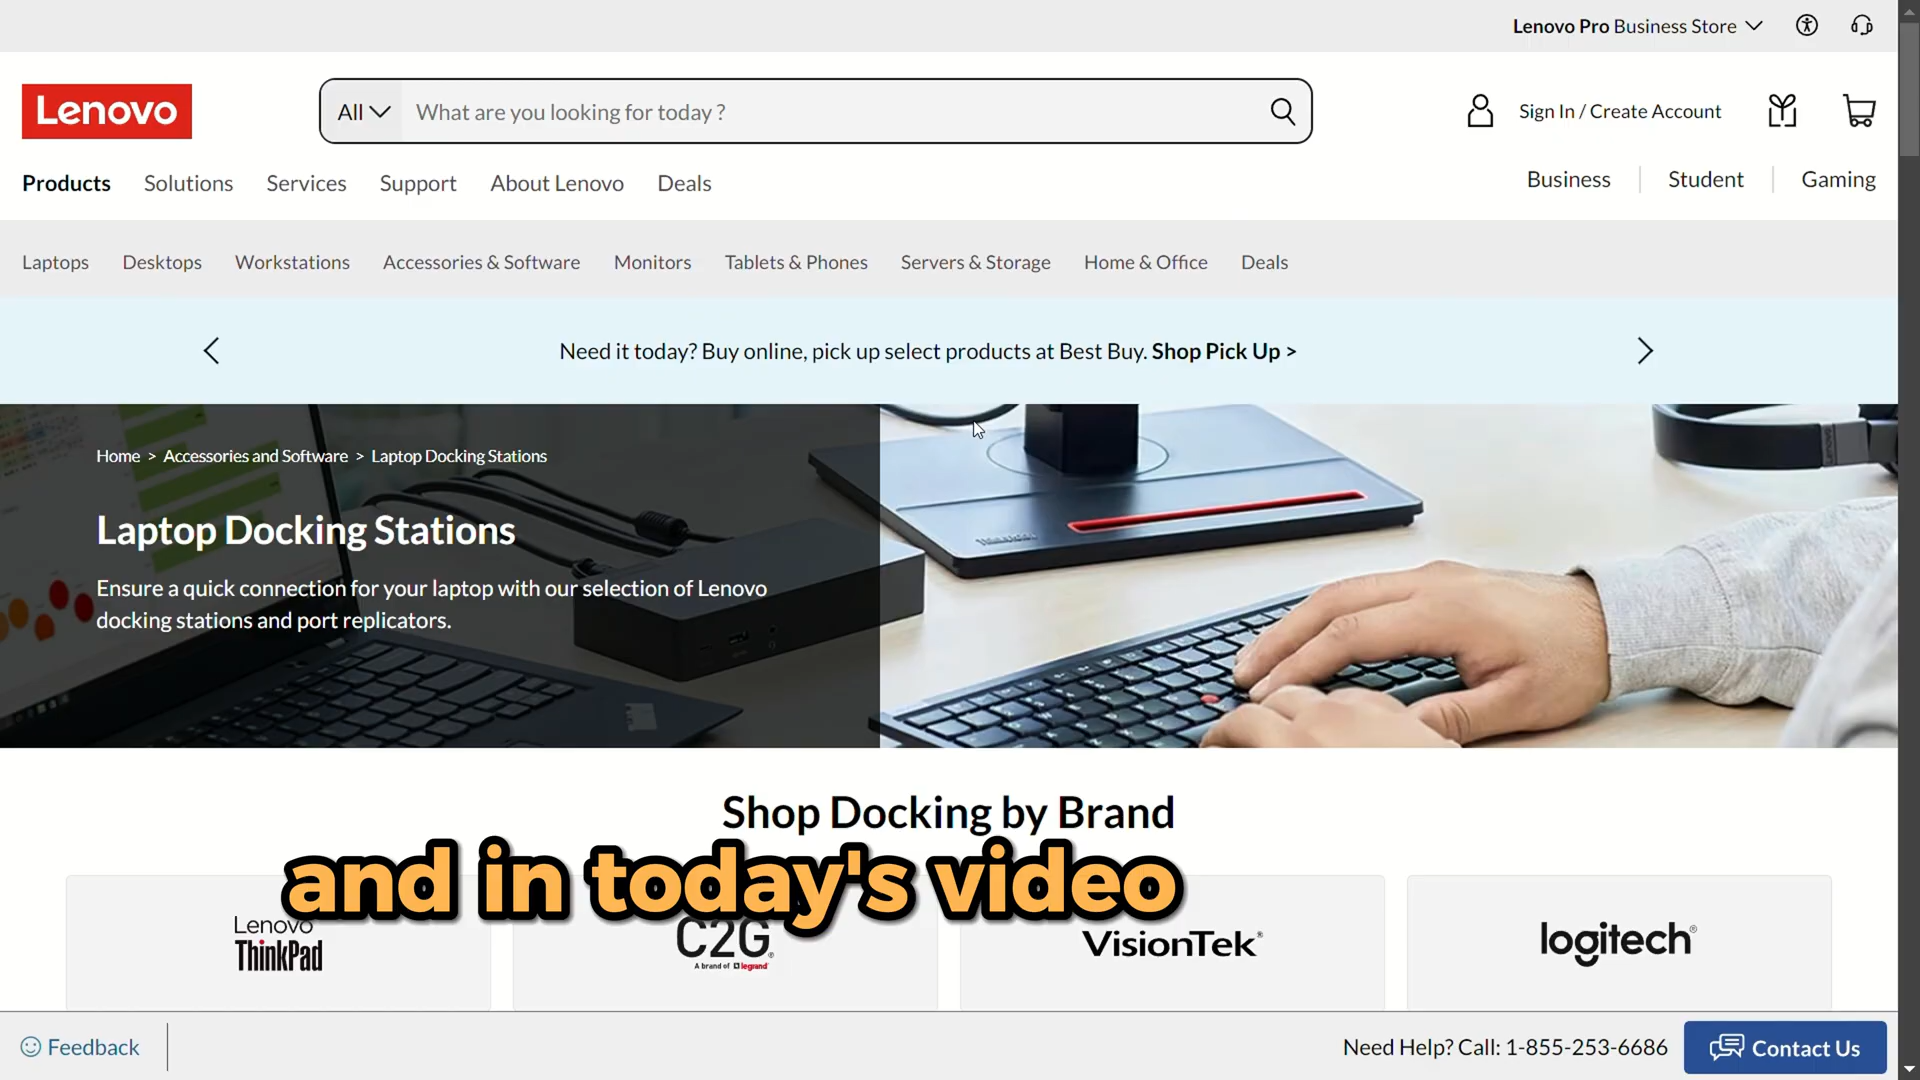 Lenovo Pro Business Store
Lenovo
All
What are you looking for today ?
Sign In / Create Account
Products
Solutions
Services
Support
About Lenovo
Deals
Business
Student
Gaming
Laptops
Desktops
Workstations
Accessories & Software
Monitors
Tablets & Phones
Servers & Storage
Home & Office
Deals
Need it today? Buy online, pick up select products at Best Buy. Shop Pick Up >
Home > Accessories and Software > Laptop Docking Stations
Laptop Docking Stations
Ensure a quick connection for your laptop with our selection of Lenovo
docking stations and port replicators.
Shop Docking by Brand
and in today's video
Lenovo
ThinkPad
C2G®
A brand of legrand
VisionTek®
logitech®
Feedback
Need Help? Call: 1-855-253-6686
Contact Us